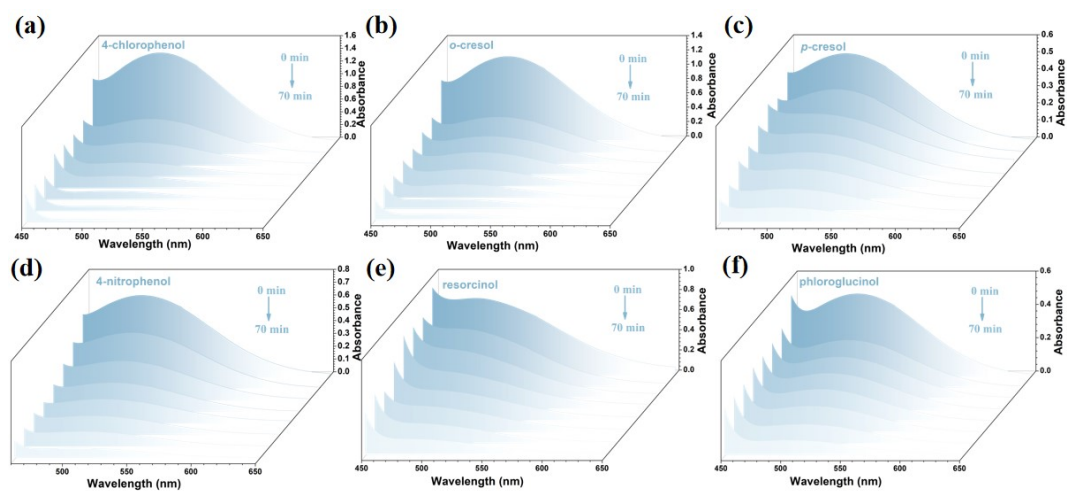 (a)
4-chlorophenol
0 min
70 min
1.6
1.4
1.2
1.0
0.8
0.6
0.4
0.2
0.0
Absorbance
450
500
550
600
650
Wavelength (nm)
(b)
o-cresol
0 min
70 min
1.4
1.2
1.0
0.8
0.6
0.4
0.2
0.0
Absorbance
450
500
550
600
650
Wavelength (nm)
(c)
p-cresol
0 min
70 min
0.6
0.5
0.4
0.3
0.2
0.1
0.0
Absorbance
450
500
550
600
650
Wavelength (nm)
(d)
4-nitrophenol
0 min
70 min
0.8
0.7
0.6
0.5
0.4
0.3
0.2
0.1
0.0
Absorbance
500
550
600
650
Wavelength (nm)
(e)
resorcinol
0 min
70 min
1.0
0.8
0.6
0.4
0.2
0.0
Absorbance
450
500
550
600
650
Wavelength (nm)
(f)
phloroglucinol
0 min
70 min
0.6
0.4
0.2
0.0
Absorbance
450
500
550
600
650
Wavelength (nm)